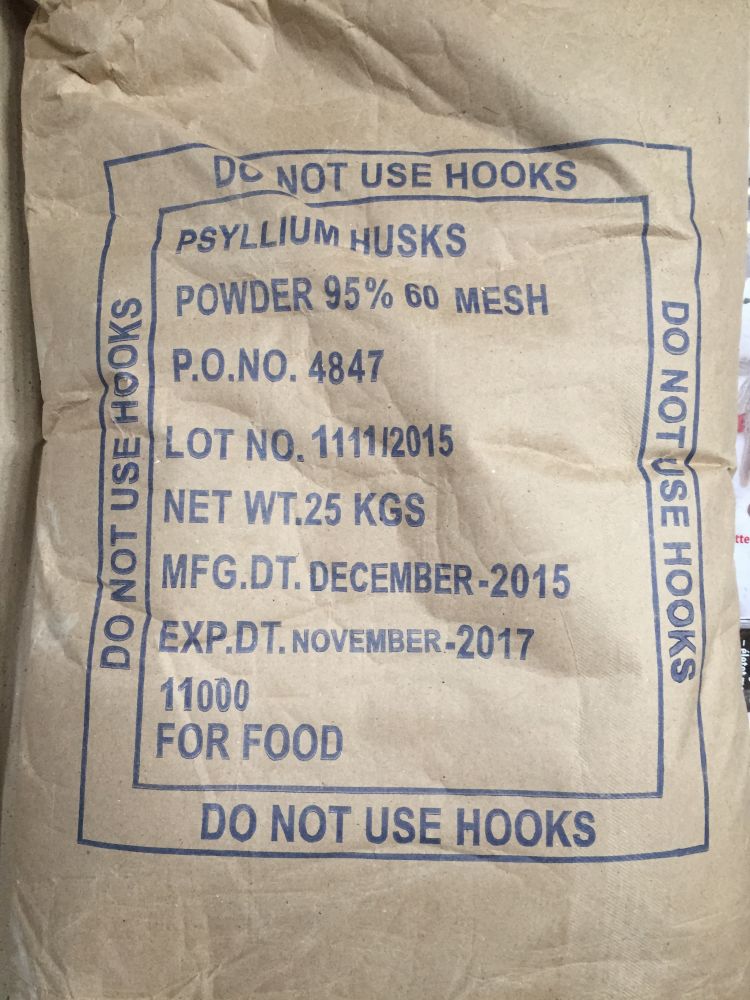 DO NOT USE HOOKS
PSYLLIUM HUSKS
POWDER 95% 60 MESH
P.O.NO. 4847
LOT NO. 1111/2015
NET WT.25 KGS
MFG.DT. DECEMBER-2015
EXP.DT. NOVEMBER-2017
11000
FOR FOOD
DO NOT USE HOOKS
DO NOT USE HOOKS
DO NOT USE HOOKS